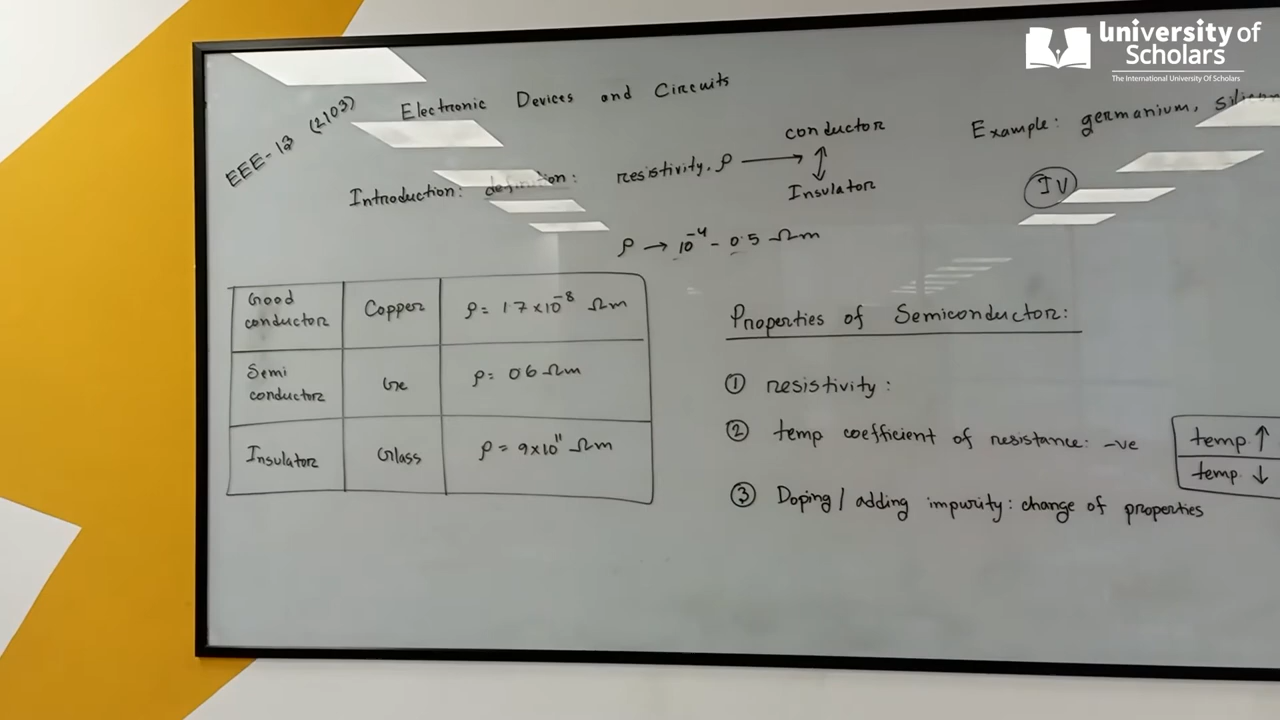 University of
Scholars
The International University Of Scholars
EEE-13 (2103)
Electronic Devices and Circuits
Introduction: definition: resistivity, ρ ⟶ conductor
↕
Insulator
ρ → 10⁻⁴ - 0.5 Ωm
Example: germanium, silicon
IV
Good conductor | Copper | ρ = 1.7×10⁻⁸ Ωm
Semi conductor | Ge | ρ = 0.6 Ωm
Insulator | Glass | ρ = 9×10¹¹ Ωm
Properties of Semiconductor:
① resistivity:
② temp coefficient of resistance: -ve
temp ↑
temp ↓
③ Doping / adding impurity: change of properties